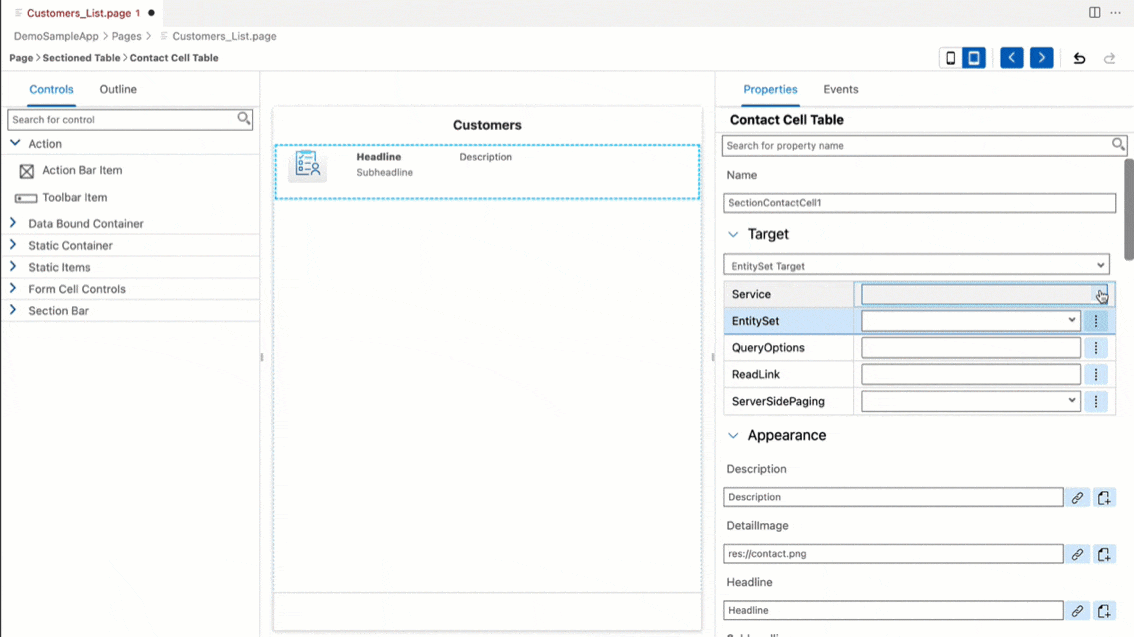 Customers_List.page 1
DemoSampleApp > Pages > Customers_List.page
Page > Sectioned Table > Contact Cell Table
Controls
Outline
Search for control
Action
Action Bar Item
Toolbar Item
Data Bound Container
Static Container
Static Items
Form Cell Controls
Section Bar
Customers
Headline
Description
Subheadline
Properties
Events
Contact Cell Table
Search for property name
Name
SectionContactCell1
Target
EntitySet Target
Service
EntitySet
QueryOptions
ReadLink
ServerSidePaging
Appearance
Description
Description
DetailImage
res://contact.png
Headline
Headline